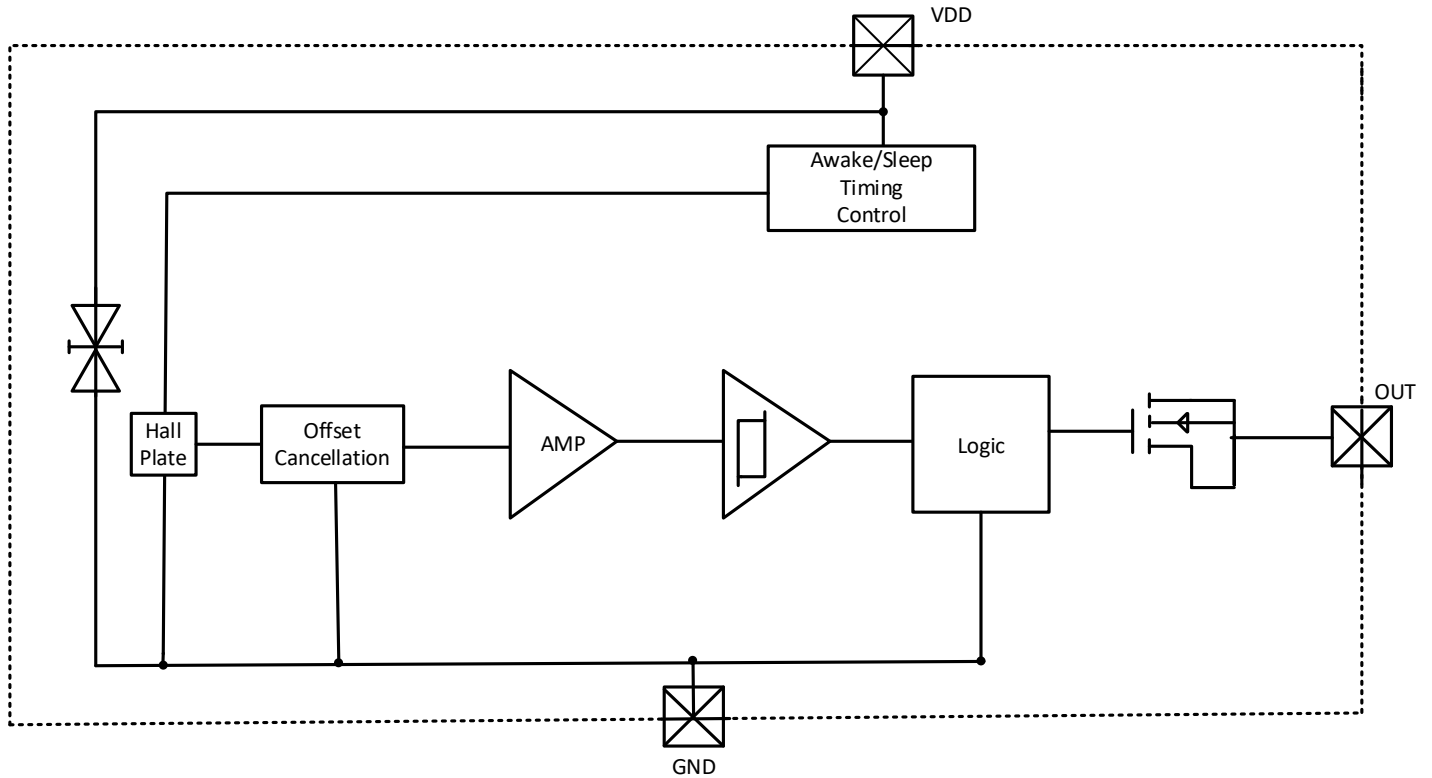 VDD
Awake/Sleep
Timing
Control
OUT
Hall
Plate
Offset
Cancellation
AMP
Logic
GND